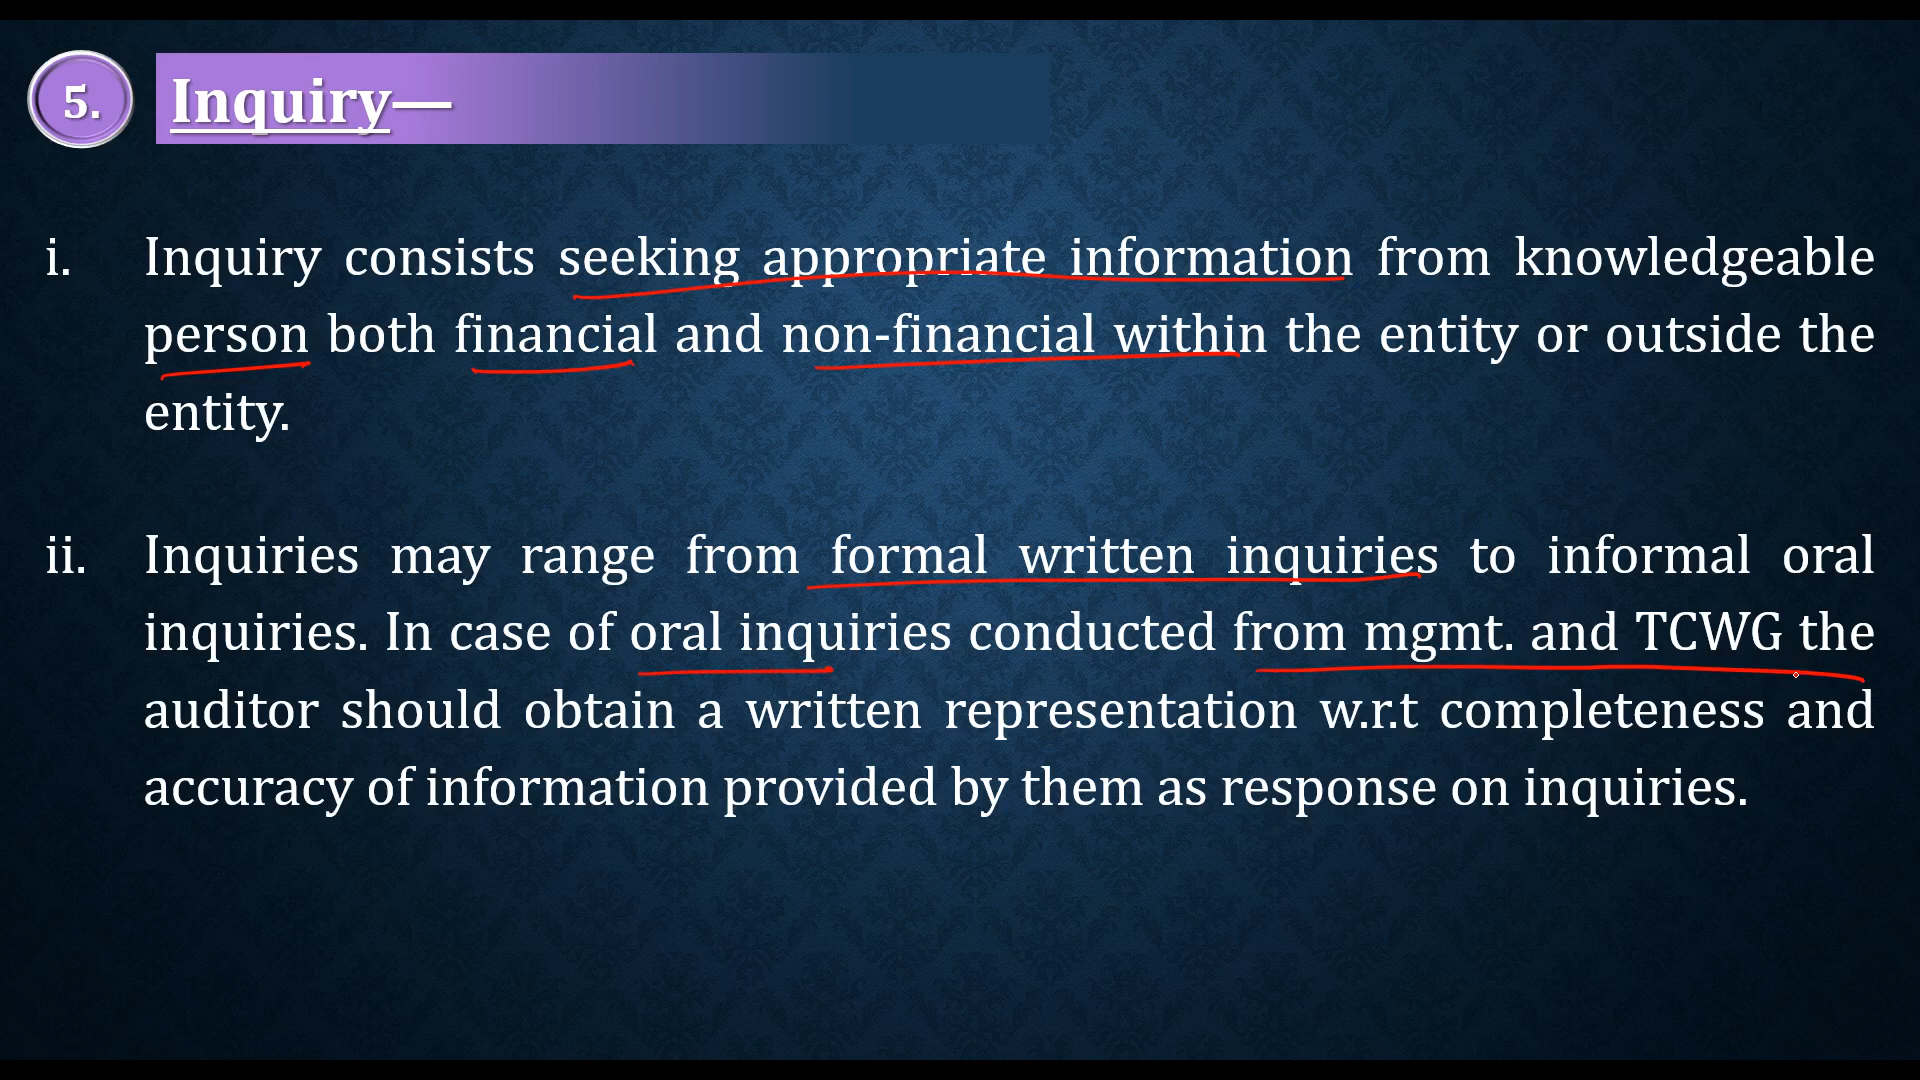 5. Inquiry—
i. Inquiry consists seeking appropriate information from knowledgeable
person both financial and non-financial within the entity or outside the
entity.
ii. Inquiries may range from formal written inquiries to informal oral
inquiries. In case of oral inquiries conducted from mgmt. and TCWG the
auditor should obtain a written representation w.r.t completeness and
accuracy of information provided by them as response on inquiries.